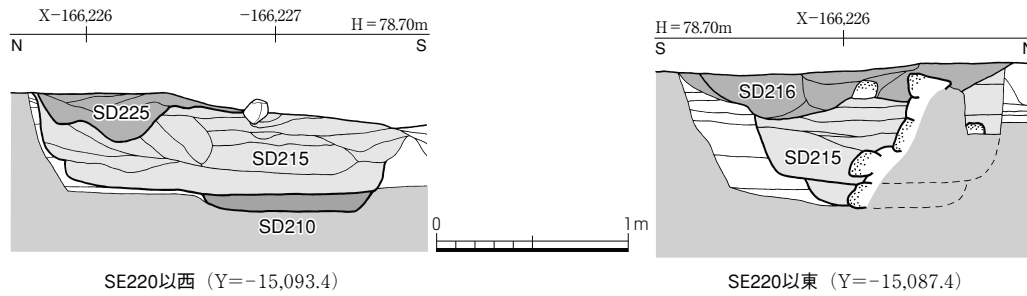 X-166,226
-166,227
H=78.70m
N
S
SD225
SD215
SD210
SE220以西（Y=-15,093.4）
0
1m
X-166,226
H=78.70m
S
N
SD216
SD215
SE220以東（Y=-15,087.4）